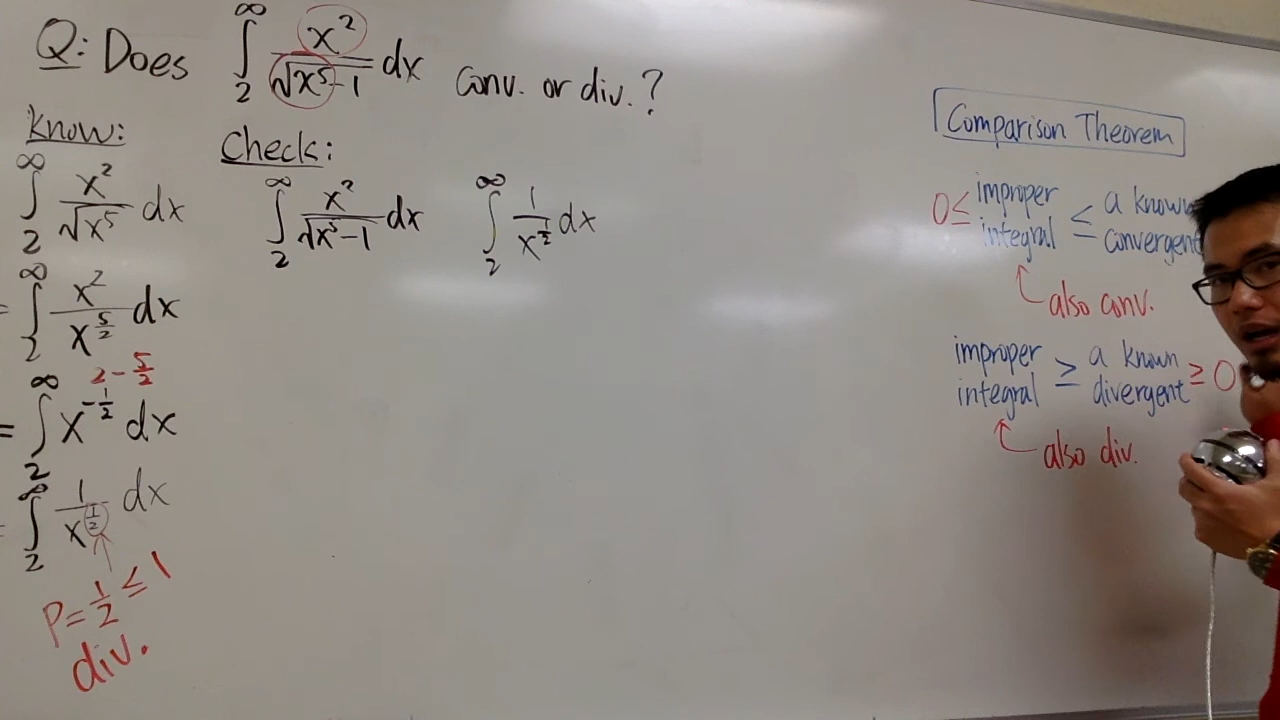 Q: Does ∫₂^∞ x²/√(x⁵-1) dx conv. or div.?
Know:
∫₂^∞ x²/√x⁵ dx
= ∫₂^∞ x²/x^(5/2) dx
2 - 5/2
= ∫₂^∞ x^(-1/2) dx
= ∫₂^∞ 1/x^(1/2) dx
P = 1/2 ≤ 1
div.
Check:
∫₂^∞ x²/√(x⁵-1) dx ∫₂^∞ 1/x^(1/2) dx
Comparison Theorem
0 ≤ improper integral ≤ a known convergent
also conv.
improper integral ≥ a known divergent ≥ 0
also div.